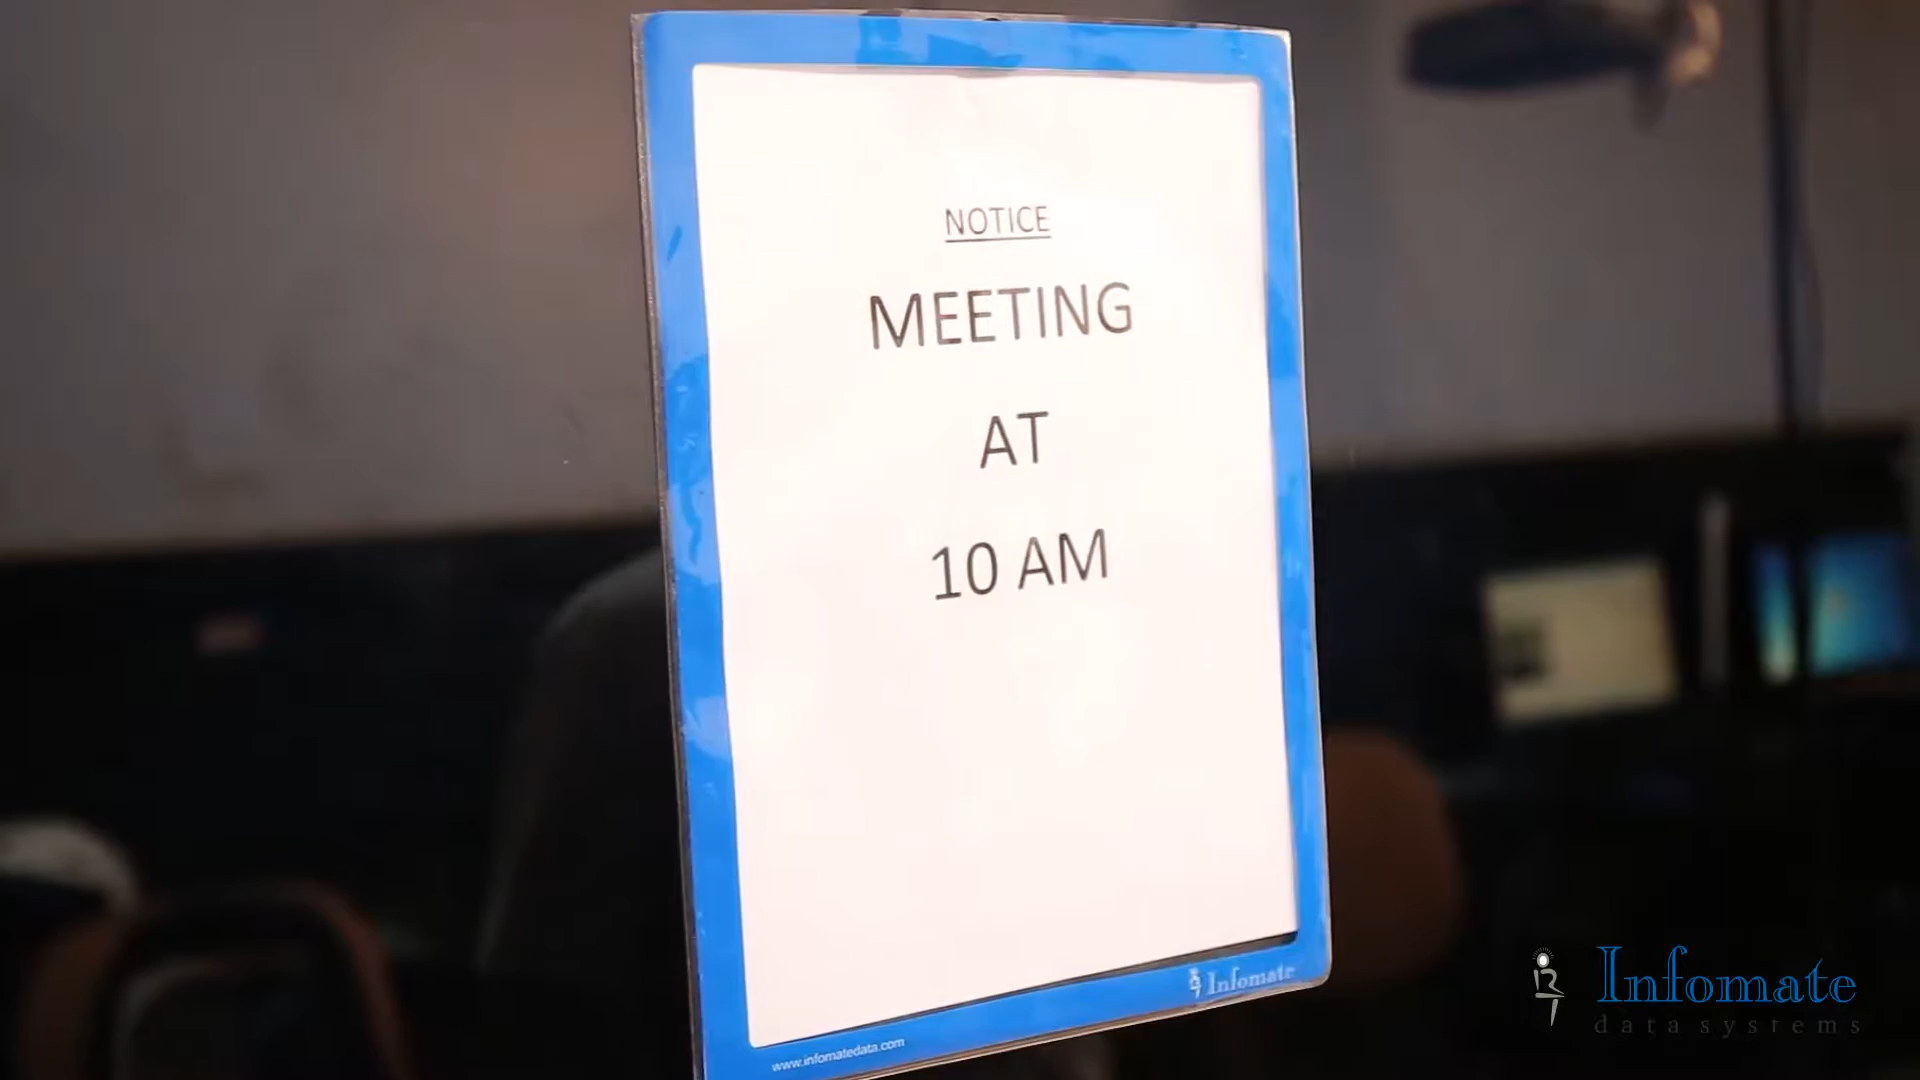 NOTICE
MEETING
AT
10 AM
Infomate
www.infomatedata.com
Infomate
data systems